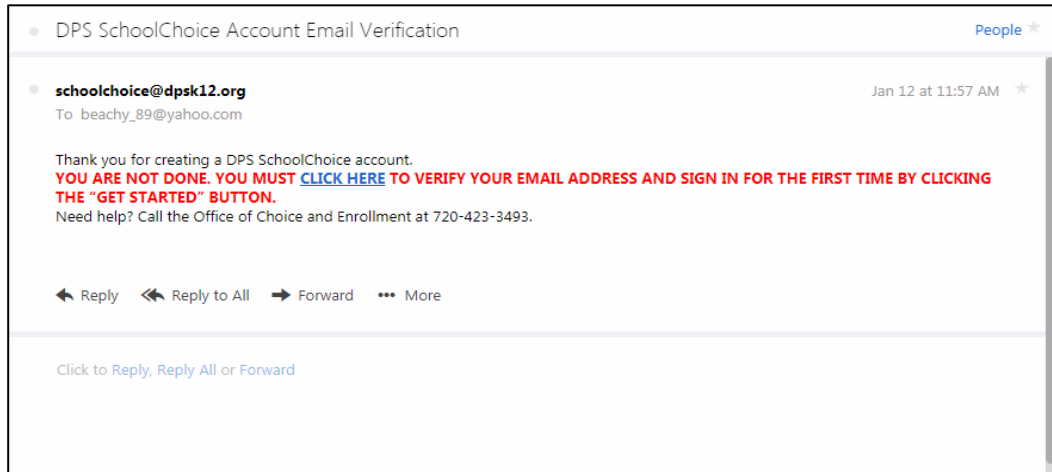 DPS SchoolChoice Account Email Verification
People
schoolchoice@dpsk12.org
Jan 12 at 11:57 AM
To beachy_89@yahoo.com
Thank you for creating a DPS SchoolChoice account.
YOU ARE NOT DONE. YOU MUST CLICK HERE TO VERIFY YOUR EMAIL ADDRESS AND SIGN IN FOR THE FIRST TIME BY CLICKING
THE “GET STARTED” BUTTON.
Need help? Call the Office of Choice and Enrollment at 720-423-3493.
Reply Reply to All Forward ••• More
Click to Reply, Reply All or Forward